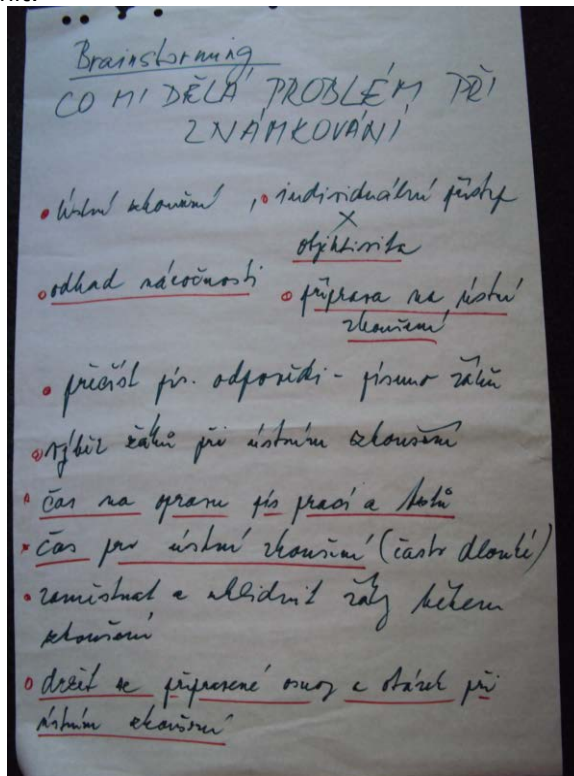 Brainstorming
CO MI DĚLÁ PROBLÉM PŘI
ZNÁMKOVÁNÍ
• ústní zkoušení, • individuální přístup
×
objektivita
• odhad náročnosti
• příprava na ústní
zkoušení
• přečíst pís. odpovědi - písmo žáků
• výběr žáků při ústním zkoušení
• čas na opravu pís prací a testů
• čas pro ústní zkoušení (často dlouhé)
• zaměstnat a uklidnit žáky během
zkoušení
• držet se připravené osnovy a otázek při
ústním zkoušení